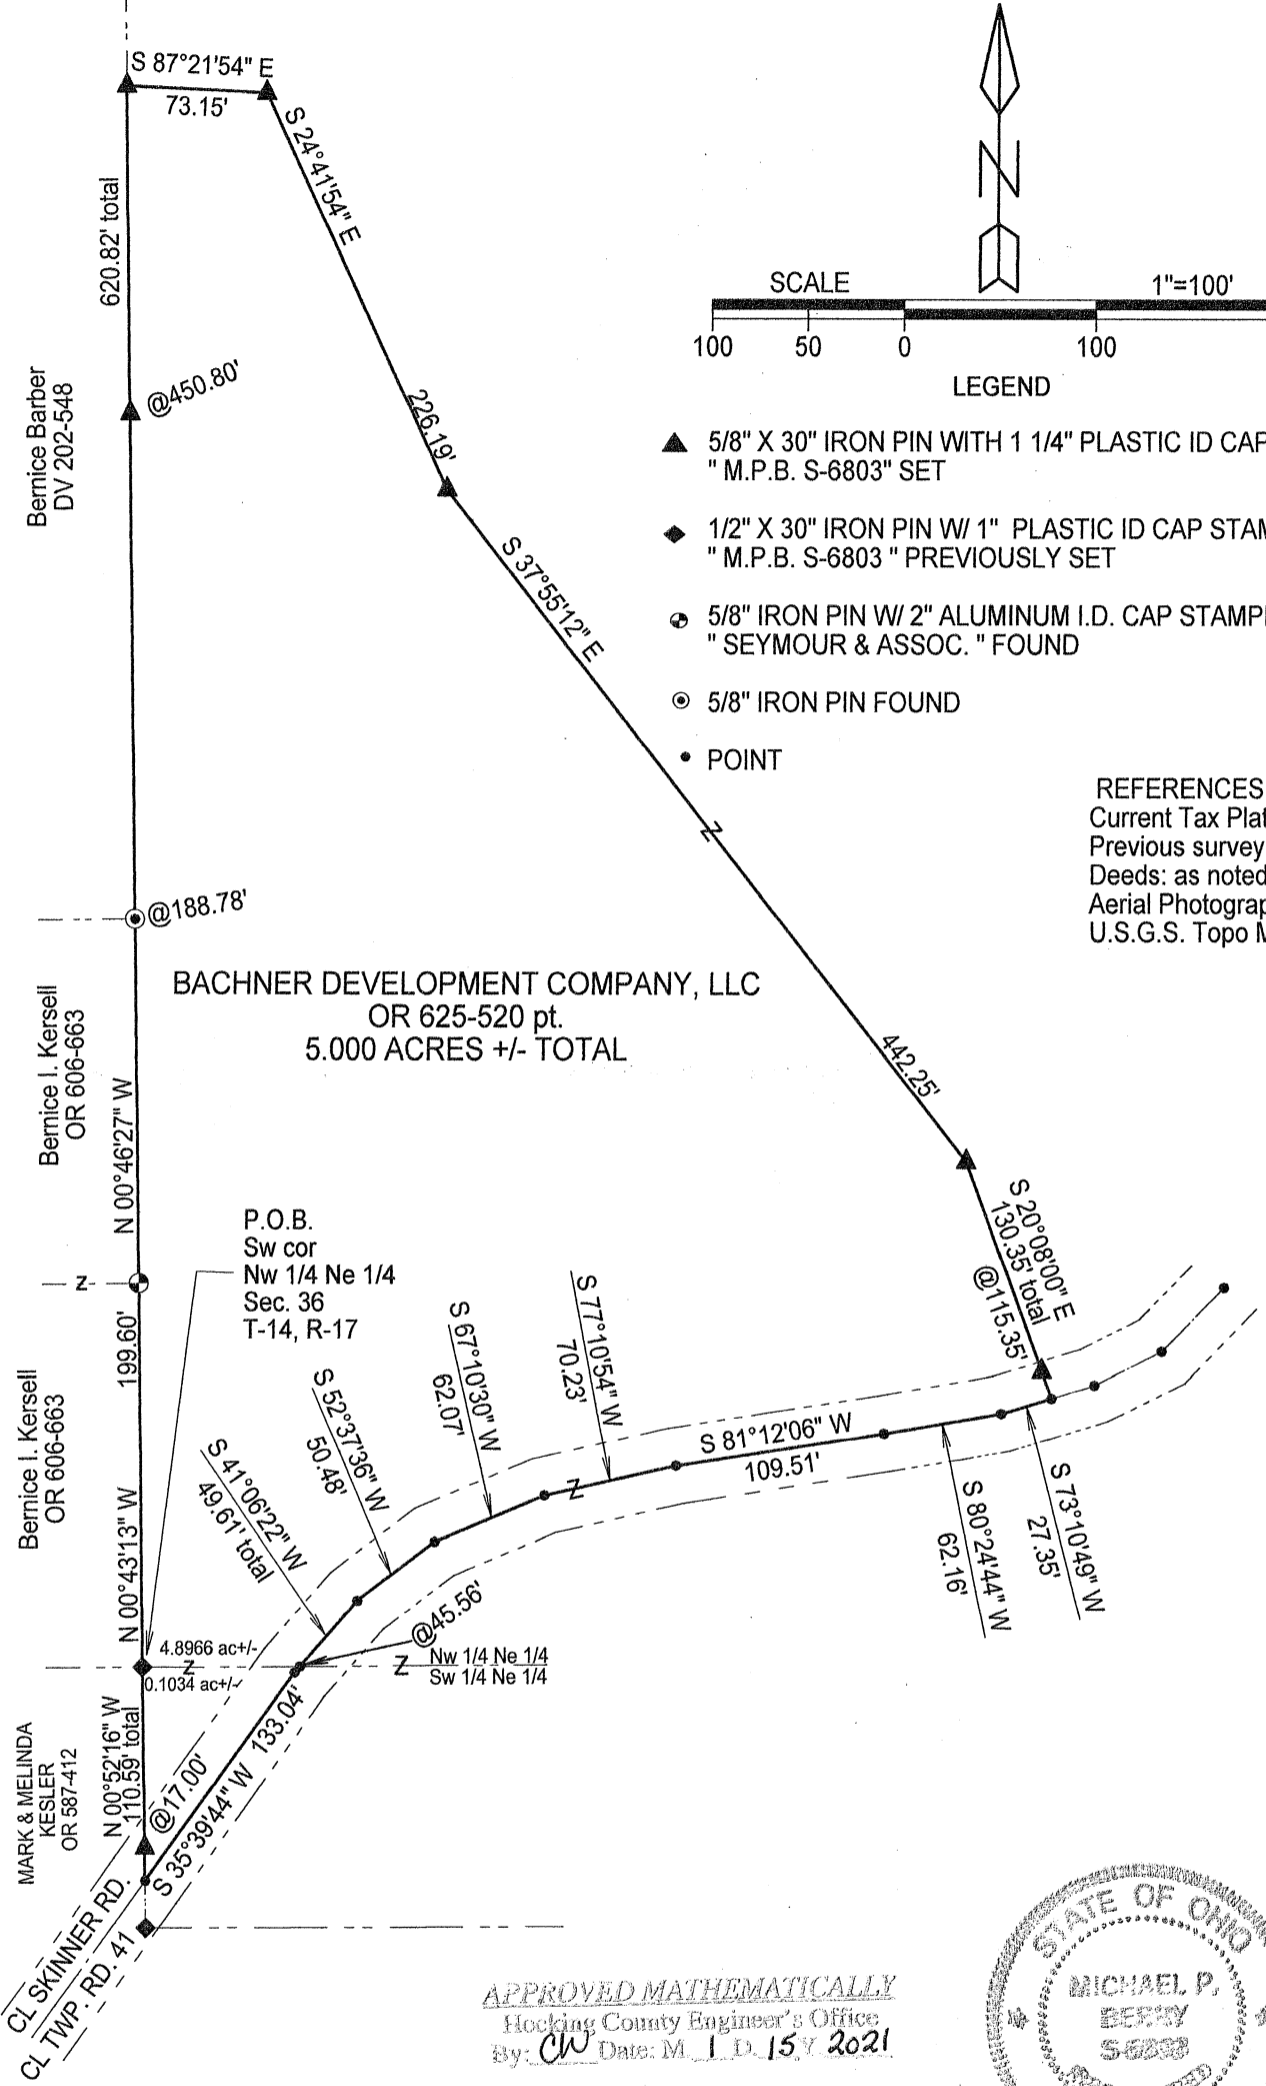 S 87°21'54" E
73.15'
S 24°41'54" E
226.19'
620.82' total
@450.80'
Bernice Barber
DV 202-548
N
SCALE 1"=100'
100 50 0 100
LEGEND
5/8" X 30" IRON PIN WITH 1 1/4" PLASTIC ID CAP
" M.P.B. S-6803" SET
1/2" X 30" IRON PIN W/ 1" PLASTIC ID CAP STAM
" M.P.B. S-6803 " PREVIOUSLY SET
5/8" IRON PIN W/ 2" ALUMINUM I.D. CAP STAMP
" SEYMOUR & ASSOC. " FOUND
5/8" IRON PIN FOUND
POINT
REFERENCES
Current Tax Plat
Previous survey
Deeds: as noted
Aerial Photograp
U.S.G.S. Topo M
S 37°55'12" E
442.25'
Z
@188.78'
BACHNER DEVELOPMENT COMPANY, LLC
OR 625-520 pt.
5.000 ACRES +/- TOTAL
Bernice I. Kersell
OR 606-663
N 00°46'27" W
P.O.B.
Sw cor
Nw 1/4 Ne 1/4
Sec. 36
T-14, R-17
Z
S 20°08'00" E
130.35' total
@115.35'
199.60'
N 00°43'13" W
Bernice I. Kersell
OR 606-663
S 41°06'22" W
49.61' total
S 52°37'36" W
50.48'
S 67°10'30" W
62.07'
S 77°10'54" W
70.23'
Z
S 81°12'06" W
109.51'
S 80°24'44" W
62.16'
S 73°10'49" W
27.35'
@45.56'
4.8966 ac+/-
Z
0.1034 ac+/-
Z
Nw 1/4 Ne 1/4
Sw 1/4 Ne 1/4
MARK & MELINDA
KESLER
OR 587-412
N 00°52'16" W
110.59' total
@17.00'
S 35°39'44" W 133.04'
CL SKINNER RD.
CL TWP. RD. 41
APPROVED MATHEMATICALLY
Hocking County Engineer's Office
By: CW Date: M 1 D. 15 Y 2021
STATE OF OHIO
MICHAEL P.
BERRY
S-6803